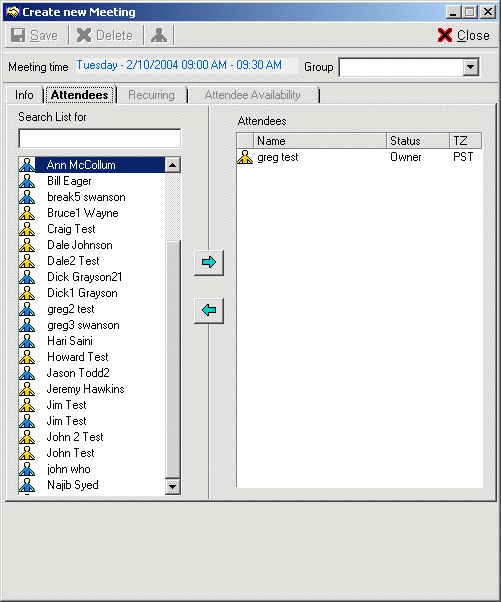 Create new Meeting
Save Delete Close
Meeting time Tuesday - 2/10/2004 09:00 AM - 09:30 AM Group
Info Attendees Recurring Attendee Availability
Search List for
Ann McCollum
Bill Eager
break5 swanson
Bruce1 Wayne
Craig Test
Dale Johnson
Dale2 Test
Dick Grayson21
Dick1 Grayson
greg2 test
greg3 swanson
Hari Saini
Howard Test
Jason Todd2
Jeremy Hawkins
Jim Test
Jim Test
John 2 Test
John Test
john who
Najib Syed
Attendees
Name Status TZ
greg test Owner PST